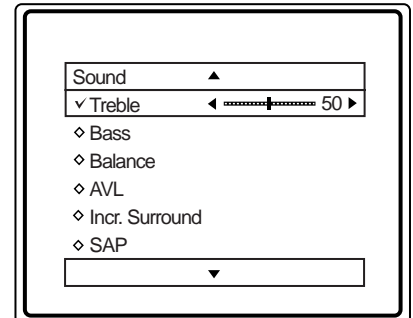 Sound
Treble 50
Bass
Balance
AVL
Incr. Surround
SAP